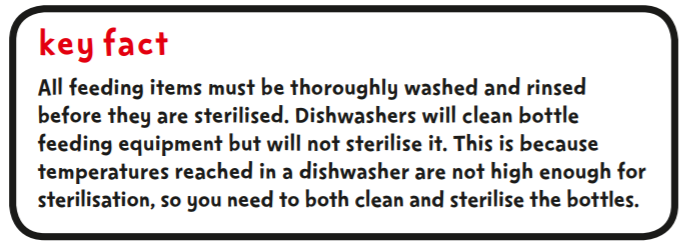 key fact
All feeding items must be thoroughly washed and rinsed
before they are sterilised. Dishwashers will clean bottle
feeding equipment but will not sterilise it. This is because
temperatures reached in a dishwasher are not high enough for
sterilisation, so you need to both clean and sterilise the bottles.